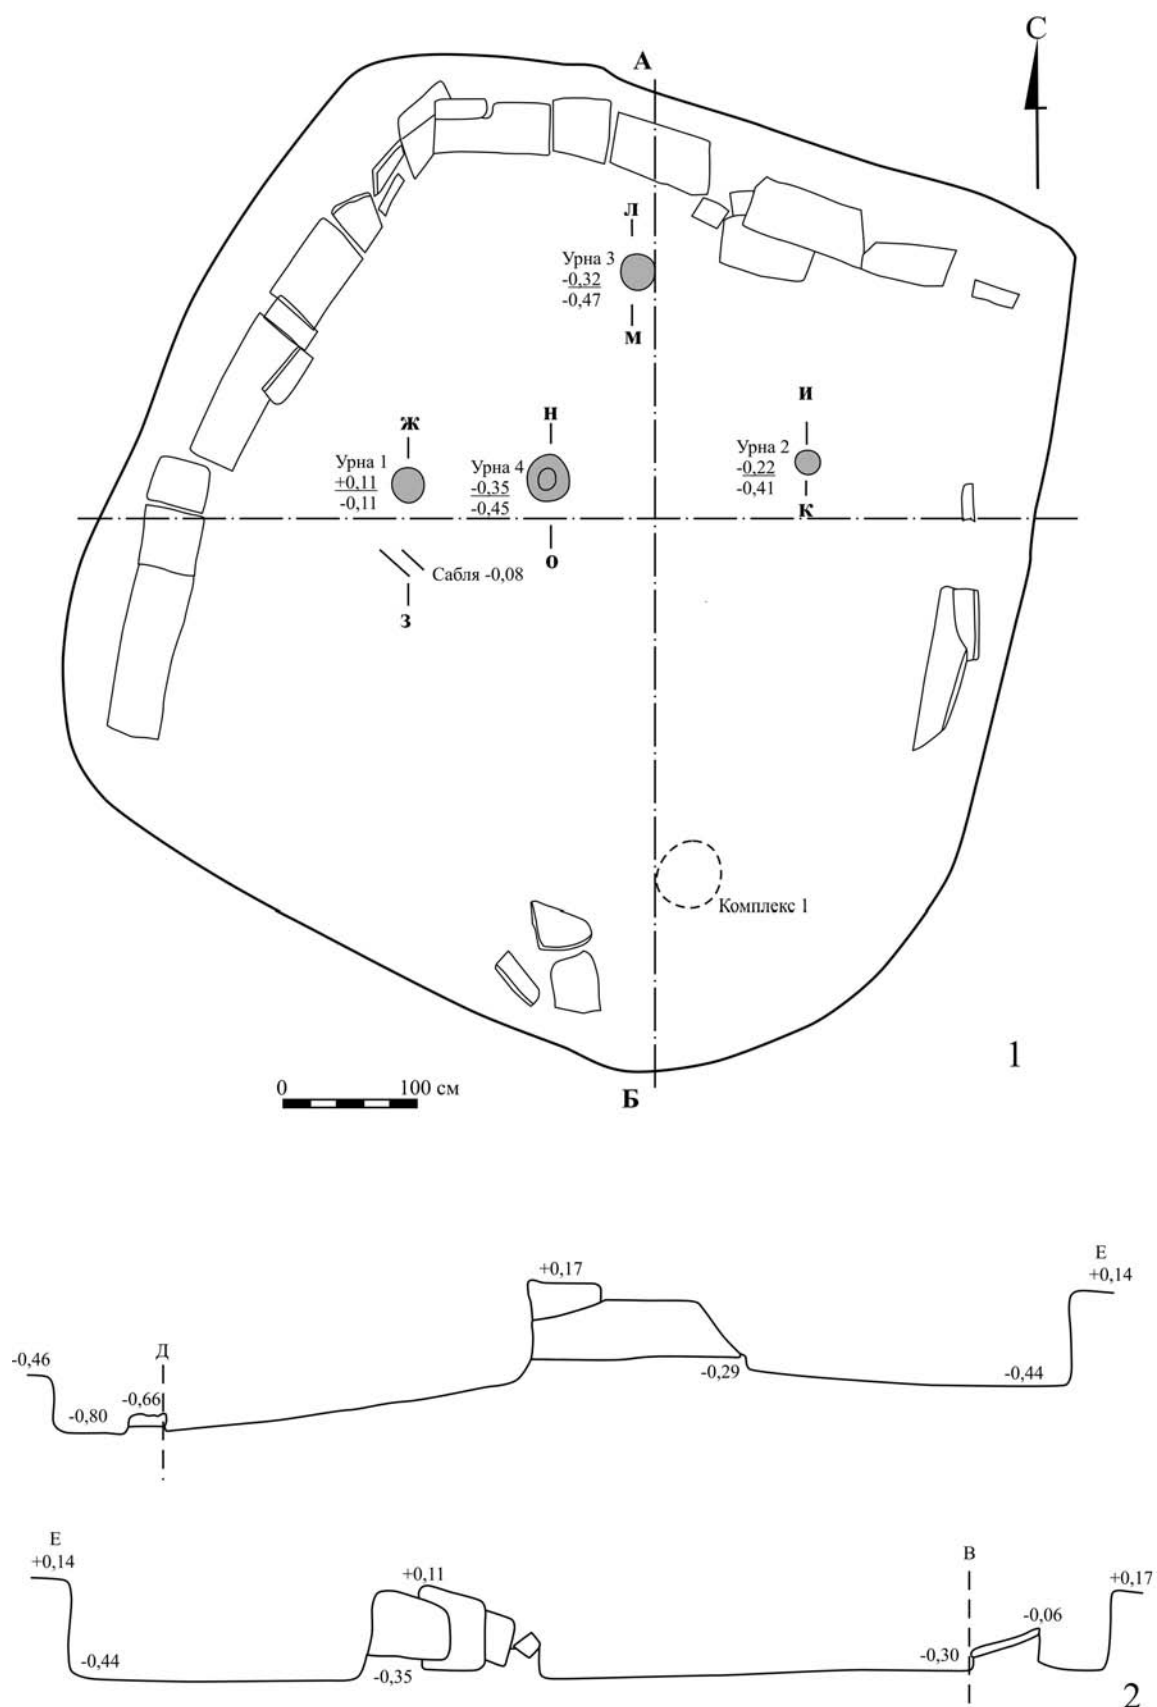 С
А
л
Урна 3
-0,32
-0,47
м
и
ж
н
Урна 1
+0,11
-0,11
Урна 4
-0,35
-0,45
Урна 2
-0,22
-0,41
к
о
Сабля -0,08
з
Комплекс 1
1
0 100 см
Б
Е
+0,17
+0,14
Д
-0,46
-0,66
-0,29
-0,44
-0,80
Е
+0,14
+0,11
В
+0,17
-0,06
-0,44
-0,35
-0,30
2